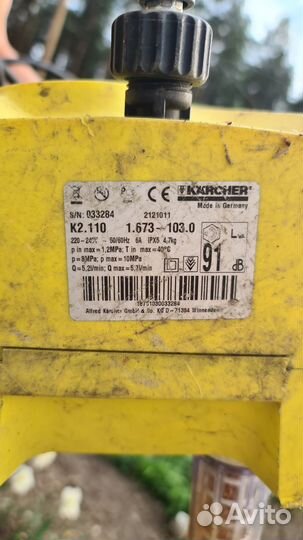 KÄRCHER
Made in Germany
S/N: 033284 2121011
K2.110 1.673-103.0
220-240V~ 50/60Hz 6A IPX5 4,7kg
p in max=1,2MPa; T in max=40°C
p=8MPa; p max=10MPa
Q=5,2l/min; Q max=5,7l/min
LWA
91 dB
16731030033284
Alfred Kärcher GmbH & Co. KG D - 71364 Winnenden
Avito